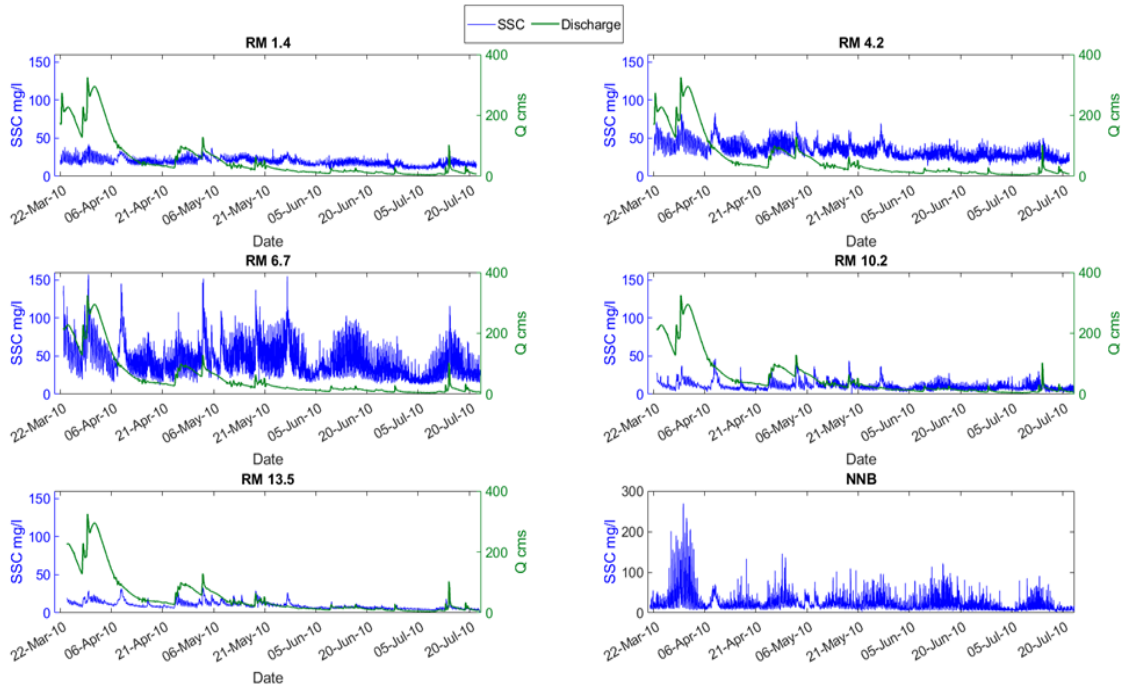 SSC Discharge
RM 1.4
150
100
50
0
SSC mg/l
400
200
0
Q cms
22-Mar-10 06-Apr-10 21-Apr-10 06-May-10 21-May-10 05-Jun-10 20-Jun-10 05-Jul-10 20-Jul-10
Date
RM 4.2
150
100
50
0
SSC mg/l
400
200
0
Q cms
22-Mar-10 06-Apr-10 21-Apr-10 06-May-10 21-May-10 05-Jun-10 20-Jun-10 05-Jul-10 20-Jul-10
Date
RM 6.7
150
100
50
0
SSC mg/l
400
200
0
Q cms
22-Mar-10 06-Apr-10 21-Apr-10 06-May-10 21-May-10 05-Jun-10 20-Jun-10 05-Jul-10 20-Jul-10
Date
RM 10.2
150
100
50
0
SSC mg/l
400
200
0
Q cms
22-Mar-10 06-Apr-10 21-Apr-10 06-May-10 21-May-10 05-Jun-10 20-Jun-10 05-Jul-10 20-Jul-10
Date
RM 13.5
150
100
50
0
SSC mg/l
400
200
0
Q cms
22-Mar-10 06-Apr-10 21-Apr-10 06-May-10 21-May-10 05-Jun-10 20-Jun-10 05-Jul-10 20-Jul-10
Date
NNB
300
200
100
0
SSC mg/l
22-Mar-10 06-Apr-10 21-Apr-10 06-May-10 21-May-10 05-Jun-10 20-Jun-10 05-Jul-10 20-Jul-10